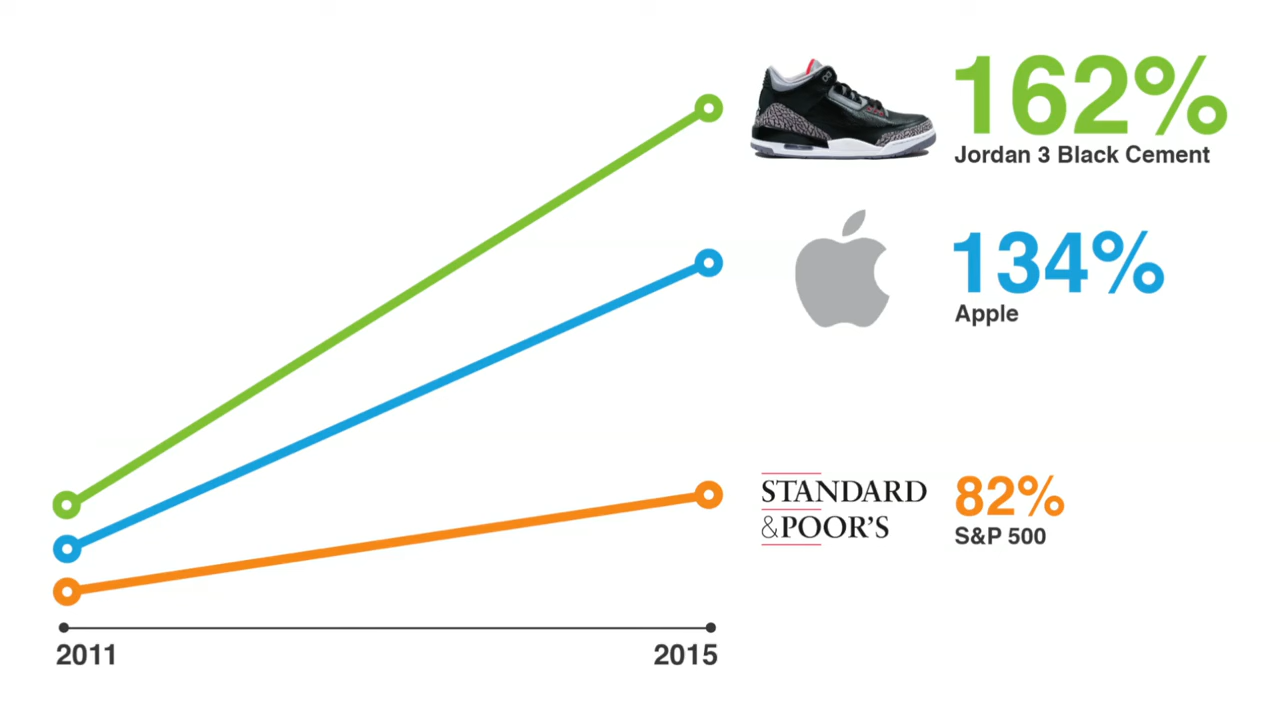 162%
Jordan 3 Black Cement
134%
Apple
STANDARD
&POOR'S
82%
S&P 500
2011
2015